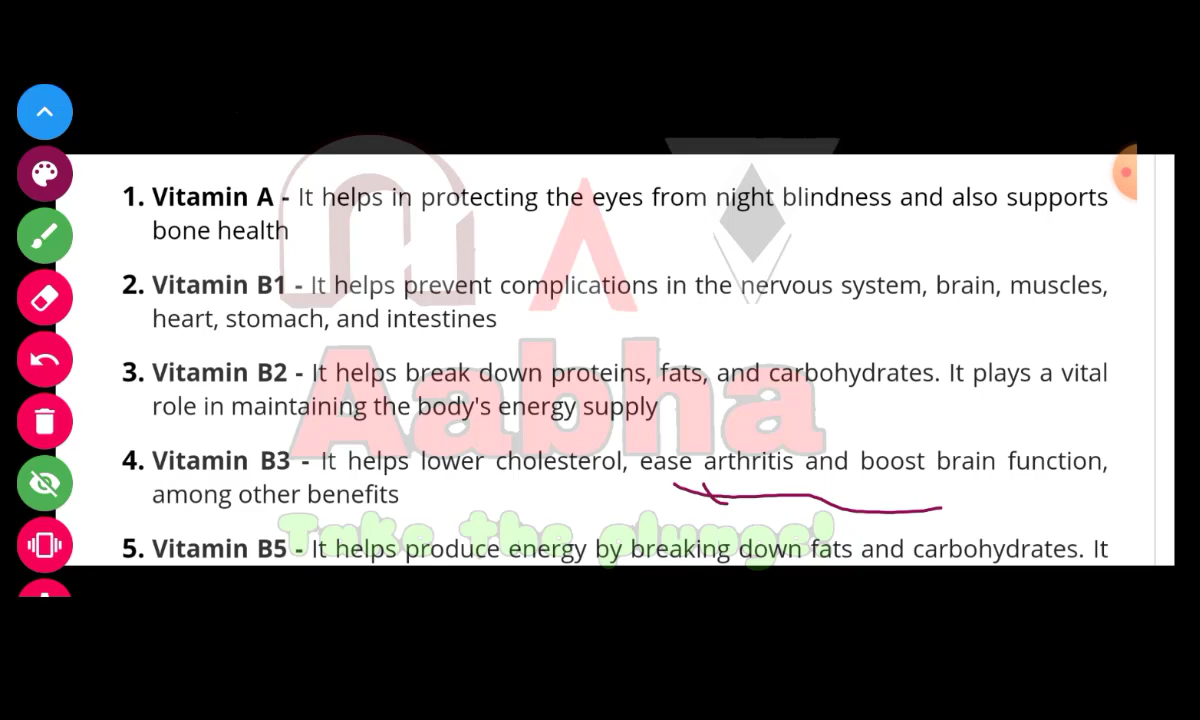 1. Vitamin A - It helps in protecting the eyes from night blindness and also supports
bone health
2. Vitamin B1 - It helps prevent complications in the nervous system, brain, muscles,
heart, stomach, and intestines
3. Vitamin B2 - It helps break down proteins, fats, and carbohydrates. It plays a vital
role in maintaining the body's energy supply
Aabha
4. Vitamin B3 - It helps lower cholesterol, ease arthritis and boost brain function,
among other benefits
Take the plunge!
5. Vitamin B5 - It helps produce energy by breaking down fats and carbohydrates. It